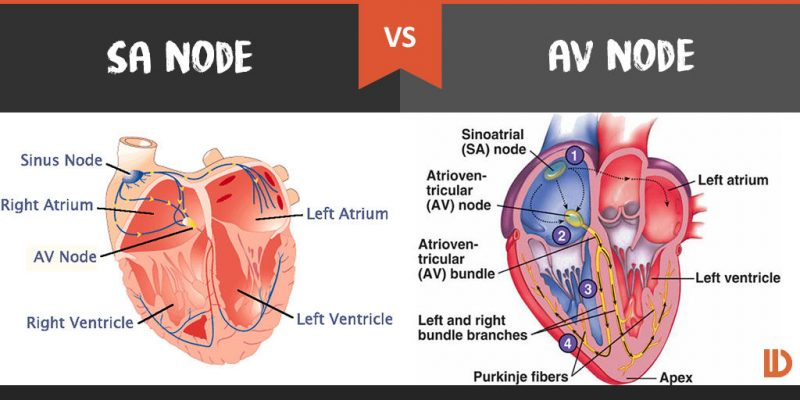 SA NODE
VS
AV NODE
Sinus Node
Right Atrium
AV Node
Right Ventricle
Left Atrium
Left Ventricle
Sinoatrial
(SA) node
Atrioven-
tricular
(AV) node
Atrioven-
tricular
(AV) bundle
Left and right
bundle branches
Purkinje fibers
1
2
3
4
Left atrium
Left ventricle
Apex
D